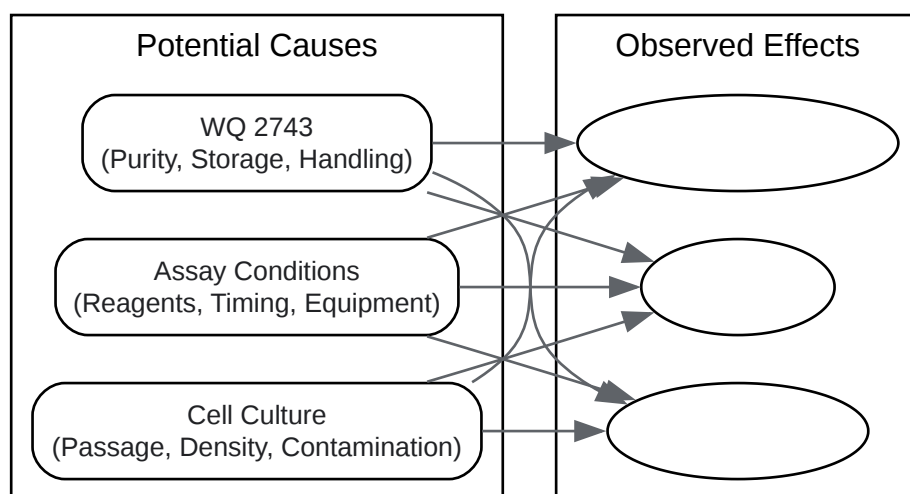 Potential Causes
Observed Effects
WQ 2743
(Purity, Storage, Handling)
Assay Conditions
(Reagents, Timing, Equipment)
Cell Culture
(Passage, Density, Contamination)